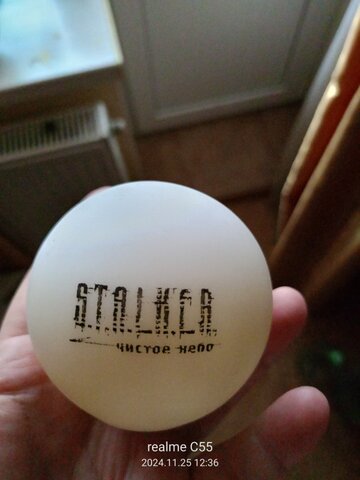 S.T.A.L.K.E.R.
чистое небо
realme C55
2024.11.25 12:36